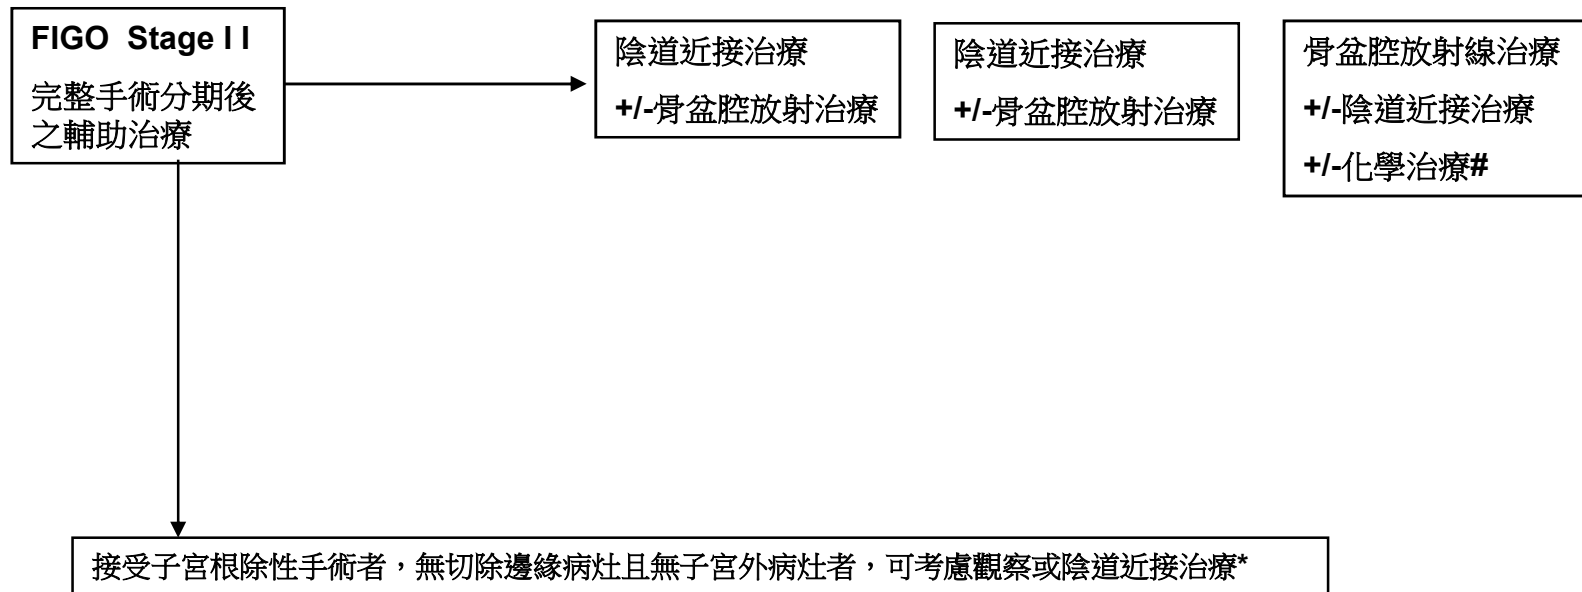 FIGO Stage I I
完整手術分期後
之輔助治療
陰道近接治療
+/-骨盆腔放射治療
陰道近接治療
+/-骨盆腔放射治療
骨盆腔放射線治療
+/-陰道近接治療
+/-化學治療#
接受子宮根除性手術者，無切除邊緣病灶且無子宮外病灶者，可考慮觀察或陰道近接治療*